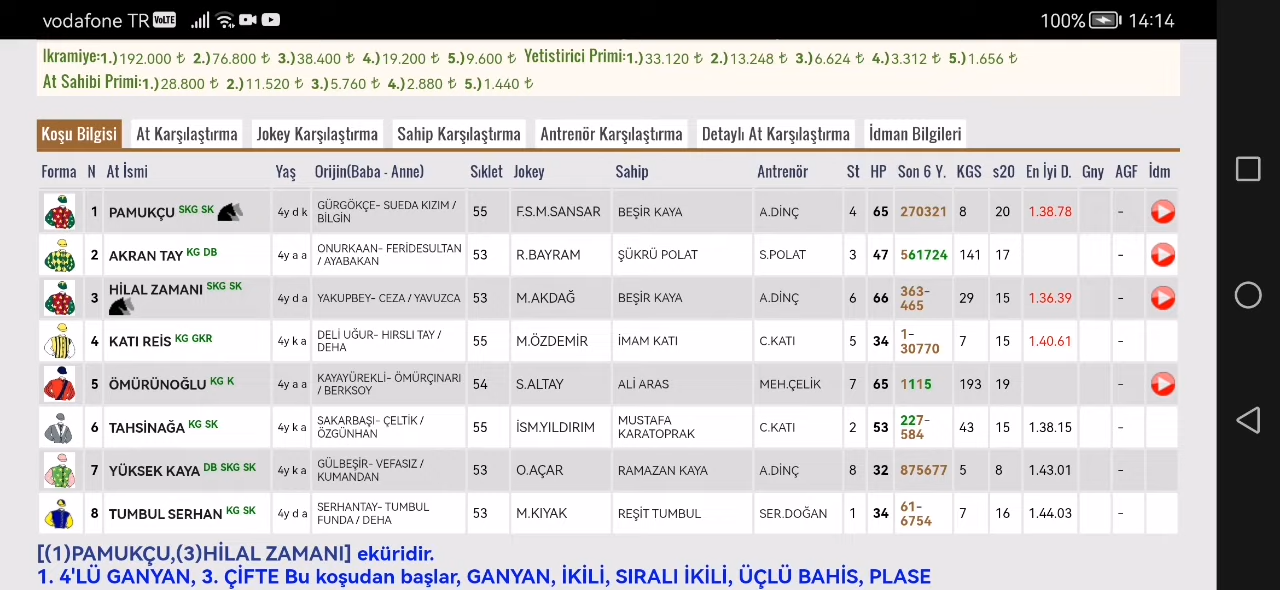 vodafone TR VoLTE 100% 14:14
Ikramiye:1.)192.000 ₺ 2.)76.800 ₺ 3.)38.400 ₺ 4.)19.200 ₺ 5.)9.600 ₺ Yetistirici Primi:1.)33.120 ₺ 2.)13.248 ₺ 3.)6.624 ₺ 4.)3.312 ₺ 5.)1.656 ₺
At Sahibi Primi:1.)28.800 ₺ 2.)11.520 ₺ 3.)5.760 ₺ 4.)2.880 ₺ 5.)1.440 ₺
Koşu Bilgisi At Karşılaştırma Jokey Karşılaştırma Sahip Karşılaştırma Antrenör Karşılaştırma Detaylı At Karşılaştırma İdman Bilgileri
Forma N At İsmi Yaş Orijin(Baba - Anne) Sıklet Jokey Sahip Antrenör St HP Son 6 Y. KGS s20 En İyi D. Gny AGF İdm
1 PAMUKÇU SKG SK 4y d k GÜRGÖKÇE- SUEDA KIZIM / BİLGİN 55 F.S.M.SANSAR BEŞİR KAYA A.DİNÇ 4 65 270321 8 20 1.38.78 -
2 AKRAN TAY KG DB 4y a a ONURKAAN- FERİDESULTAN / AYABAKAN 53 R.BAYRAM ŞÜKRÜ POLAT S.POLAT 3 47 561724 141 17 -
3 HİLAL ZAMANI SKG SK 4y d a YAKUPBEY- CEZA / YAVUZCA 53 M.AKDAĞ BEŞİR KAYA A.DİNÇ 6 66 363-465 29 15 1.36.39 -
4 KATI REİS KG GKR 4y k a DELİ UĞUR- HIRSLI TAY / DEHA 55 M.ÖZDEMİR İMAM KATI C.KATI 5 34 1-30770 7 15 1.40.61 -
5 ÖMÜRÜNOĞLU KG K 4y a a KAYAYÜREKLİ- ÖMÜRÇINARI / BERKSOY 54 S.ALTAY ALİ ARAS MEH.ÇELİK 7 65 1115 193 19 -
6 TAHSİNAĞA KG SK 4y k a SAKARBAŞI- ÇELTİK / ÖZGÜNHAN 55 İSM.YILDIRIM MUSTAFA KARATOPRAK C.KATI 2 53 227-584 43 15 1.38.15 -
7 YÜKSEK KAYA DB SKG SK 4y k a GÜLBEŞİR- VEFASIZ / KUMANDAN 53 O.AÇAR RAMAZAN KAYA A.DİNÇ 8 32 875677 5 8 1.43.01 -
8 TUMBUL SERHAN KG SK 4y d a SERHANTAY- TUMBUL FUNDA / DEHA 53 M.KIYAK REŞİT TUMBUL SER.DOĞAN 1 34 61-6754 7 16 1.44.03 -
[(1)PAMUKÇU,(3)HİLAL ZAMANI] eküridir.
1. 4'LÜ GANYAN, 3. ÇİFTE Bu koşudan başlar, GANYAN, İKİLİ, SIRALI İKİLİ, ÜÇLÜ BAHİS, PLASE